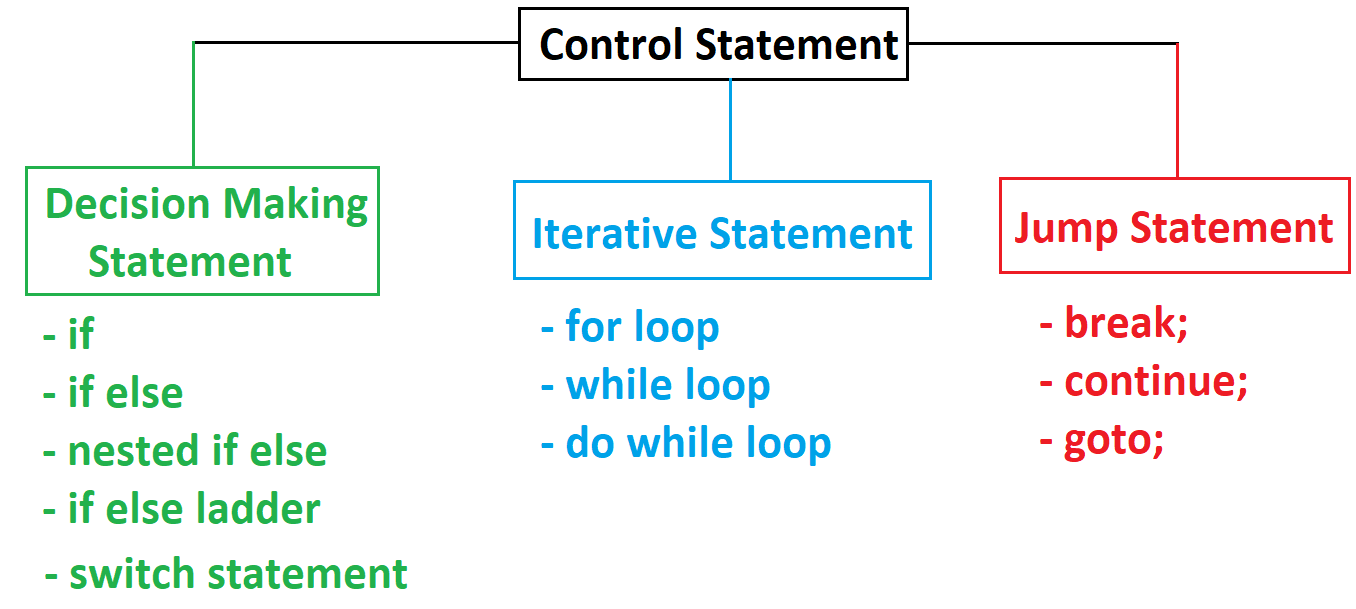 Control Statement
Decision Making
Statement
- if
- if else
- nested if else
- if else ladder
- switch statement
Iterative Statement
- for loop
- while loop
- do while loop
Jump Statement
- break;
- continue;
- goto;